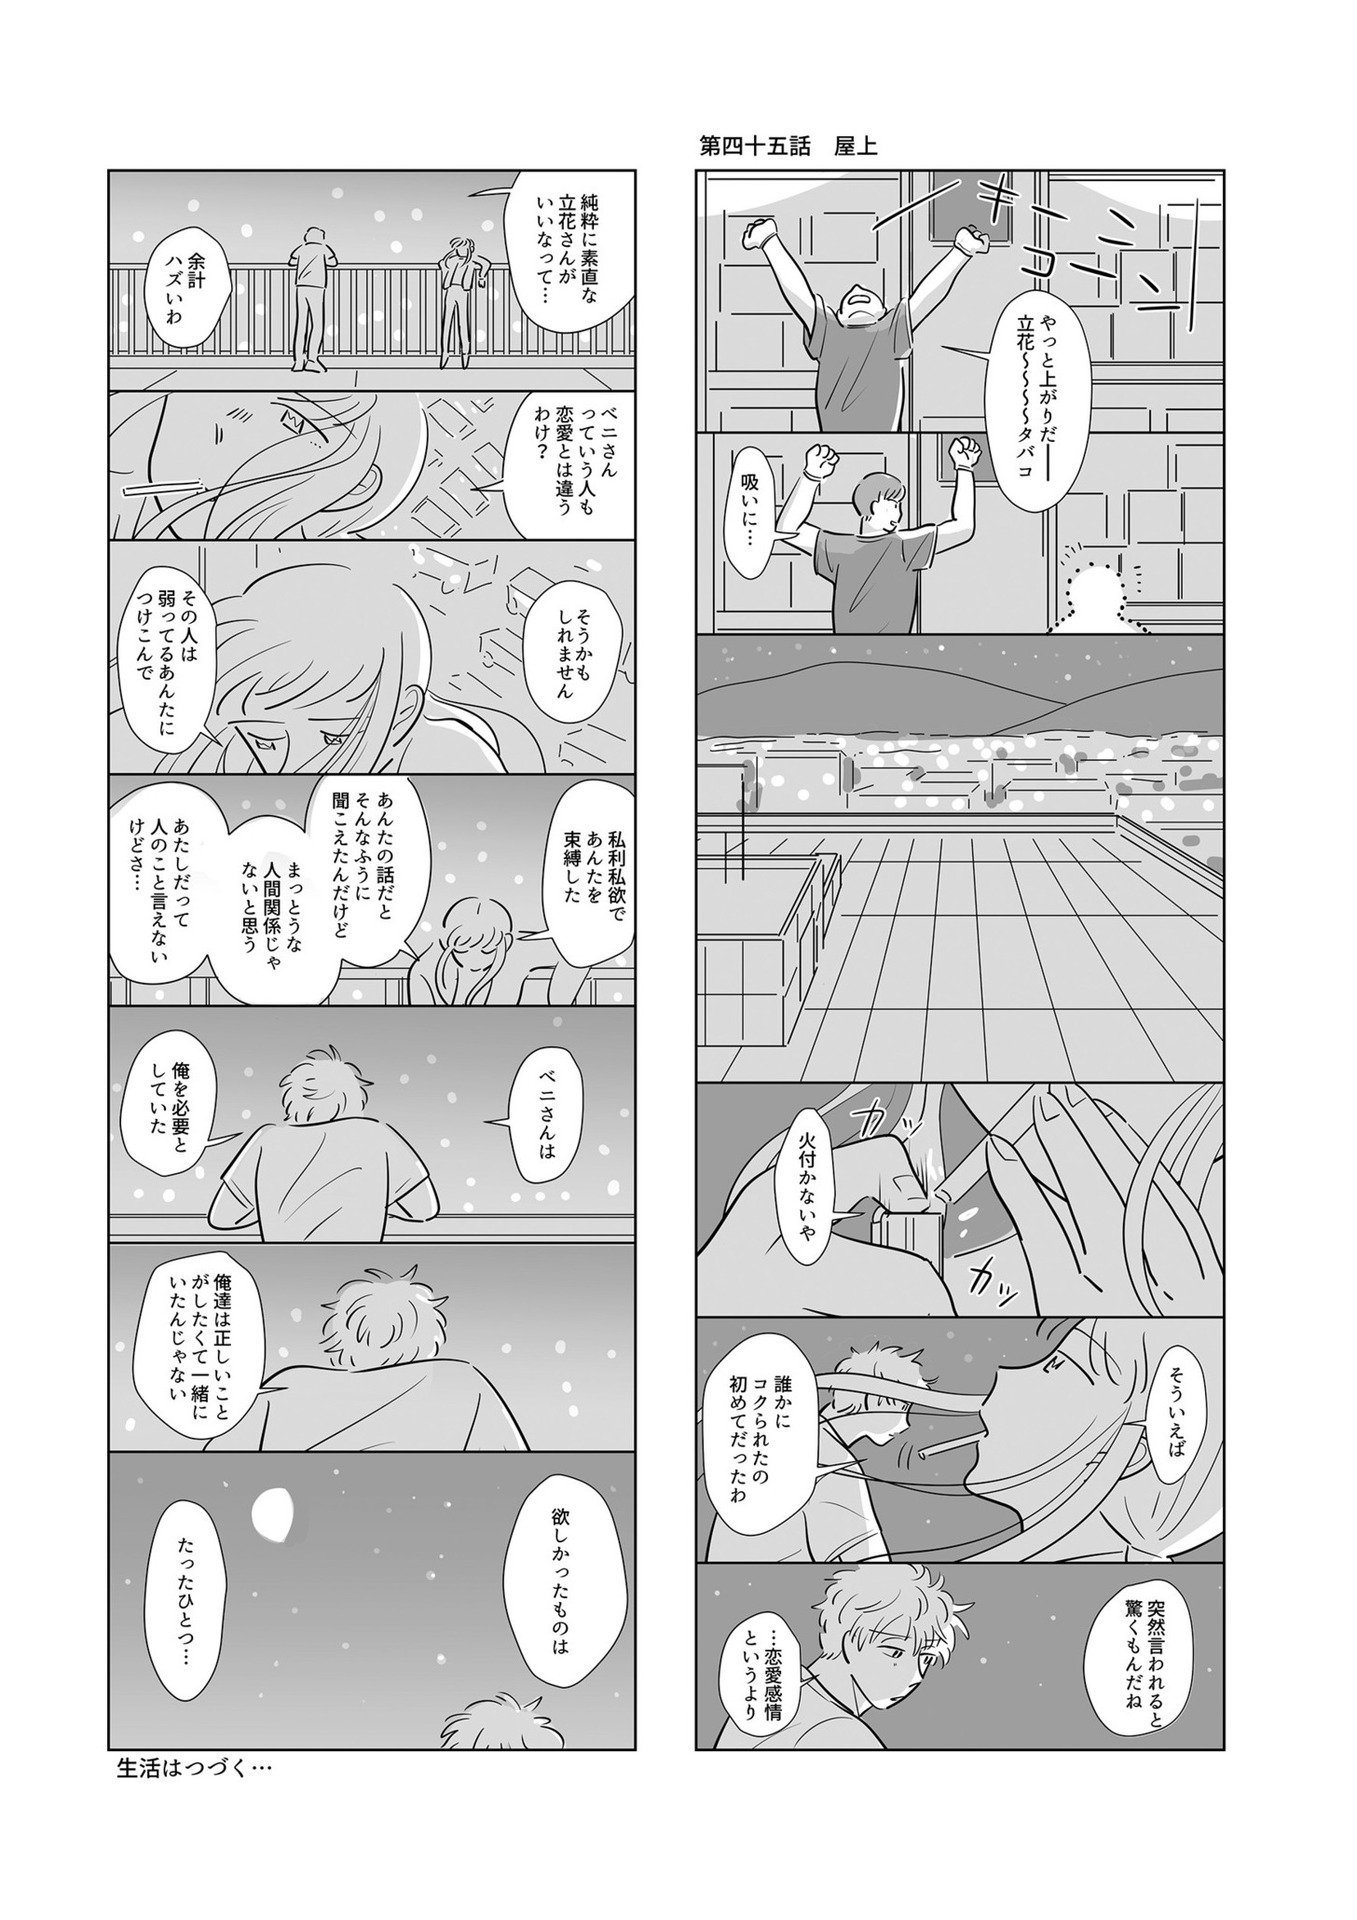 第四十五話　屋上
キーンコーン
やっと上がりだ――
立花～～～～タバコ
吸いに…
カッ
火付かないや
カッ
そういえば
誰かに
コクられたの
初めてだったわ
突然言われると
驚くもんだね
…恋愛感情
というより
純粋に素直な
立花さんが
いいなって…
余計
ハズいわ
ベニさん
っていう人も
恋愛とは違う
わけ？
そうかも
しれません
その人は
弱ってるあんたに
つけこんで
私利私欲で
あんたを
束縛した
あんたの話だと
そんなふうに
聞こえたんだけど
まっとうな
人間関係じゃ
ないと思う
あたしだって
人のこと言えない
けどさ…
ベニさんは
俺を必要と
していた
俺達は正しいこと
がしたくて一緒に
いたんじゃない
欲しかったものは
たったひとつ…
生活はつづく…